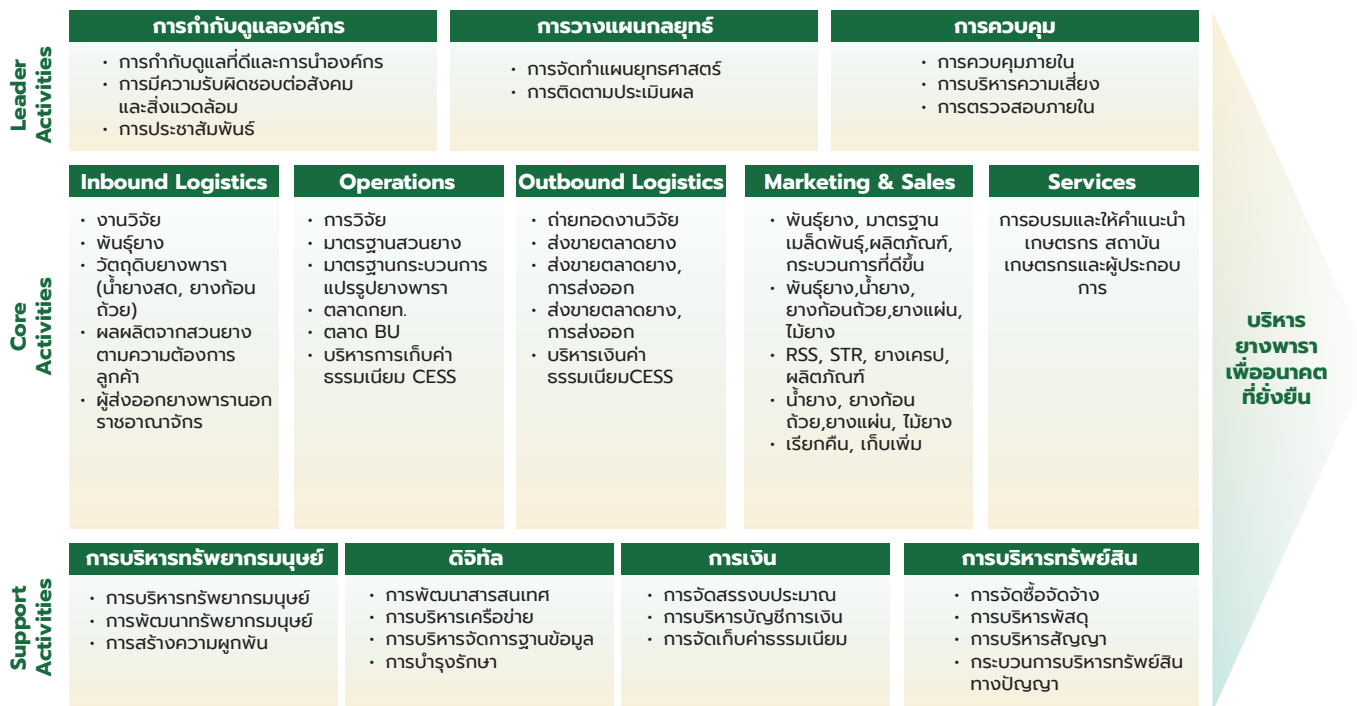 Leader
Activities
การกำกับดูแลองค์กร
• การกำกับดูแลที่ดีและการนำองค์กร
• การมีความรับผิดชอบต่อสังคม
และสิ่งแวดล้อม
• การประชาสัมพันธ์
การวางแผนกลยุทธ์
• การจัดทำแผนยุทธศาสตร์
• การติดตามประเมินผล
การควบคุม
• การควบคุมภายใน
• การบริหารความเสี่ยง
• การตรวจสอบภายใน
Core
Activities
Inbound Logistics
• งานวิจัย
• พันธุ์ยาง
• วัตถุดิบยางพารา
(น้ำยางสด, ยางก้อน
ถ้วย)
• ผลผลิตจากสวนยาง
ตามความต้องการ
ลูกค้า
• ผู้ส่งออกยางพารานอก
ราชอาณาจักร
Operations
• การวิจัย
• มาตรฐานสวนยาง
• มาตรฐานกระบวนการ
แปรรูปยางพารา
• ตลาดกยท.
• ตลาด BU
• บริหารการเก็บค่า
ธรรมเนียม CESS
Outbound Logistics
• ถ่ายทอดงานวิจัย
• ส่งขายตลาดยาง
• ส่งขายตลาดยาง,
การส่งออก
• ส่งขายตลาดยาง,
การส่งออก
• บริหารเงินค่า
ธรรมเนียมCESS
Marketing & Sales
• พันธุ์ยาง, มาตรฐาน
เมล็ดพันธุ์,ผลิตภัณฑ์,
กระบวนการที่ดีขึ้น
• พันธุ์ยาง,น้ำยาง,
ยางก้อนถ้วย,ยางแผ่น,
ไม้ยาง
• RSS, STR, ยางเครป,
ผลิตภัณฑ์
• น้ำยาง, ยางก้อน
ถ้วย,ยางแผ่น, ไม้ยาง
• เรียกคืน, เก็บเพิ่ม
Services
การอบรมและให้คำแนะนำ
เกษตรกร สถาบัน
เกษตรกรและผู้ประกอบ
การ
บริหาร
ยางพารา
เพื่ออนาคต
ที่ยั่งยืน
Support
Activities
การบริหารทรัพยากรมนุษย์
• การบริหารทรัพยากรมนุษย์
• การพัฒนาทรัพยากรมนุษย์
• การสร้างความผูกพัน
ดิจิทัล
• การพัฒนาสารสนเทศ
• การบริหารเครือข่าย
• การบริหารจัดการฐานข้อมูล
• การบำรุงรักษา
การเงิน
• การจัดสรรงบประมาณ
• การบริหารบัญชีการเงิน
• การจัดเก็บค่าธรรมเนียม
การบริหารทรัพย์สิน
• การจัดซื้อจัดจ้าง
• การบริหารพัสดุ
• การบริหารสัญญา
• กระบวนการบริหารทรัพย์สิน
ทางปัญญา